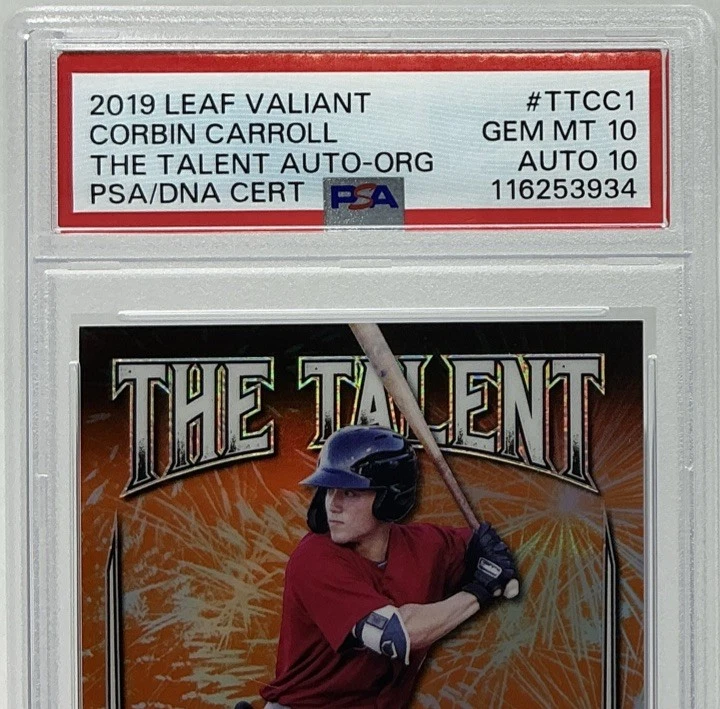 2019 LEAF VALIANT #TTCC1
CORBIN CARROLL GEM MT 10
THE TALENT AUTO-ORG AUTO 10
PSA/DNA CERT PSA 116253934
THE TALENT